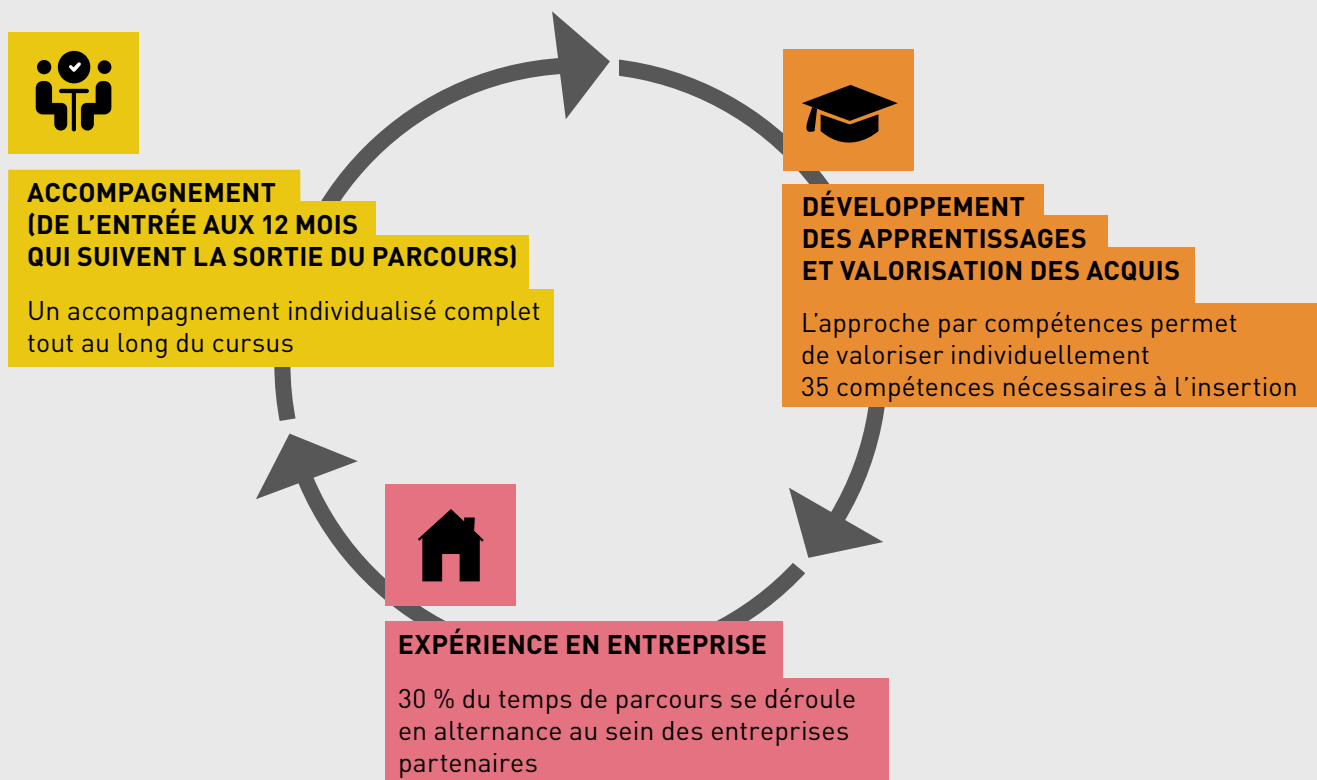 ACCOMPAGNEMENT
(DE L'ENTRÉE AUX 12 MOIS
QUI SUIVENT LA SORTIE DU PARCOURS)
Un accompagnement individualisé complet
tout au long du cursus
DÉVELOPPEMENT
DES APPRENTISSAGES
ET VALORISATION DES ACQUIS
L'approche par compétences permet
de valoriser individuellement
35 compétences nécessaires à l'insertion
EXPÉRIENCE EN ENTREPRISE
30 % du temps de parcours se déroule
en alternance au sein des entreprises
partenaires